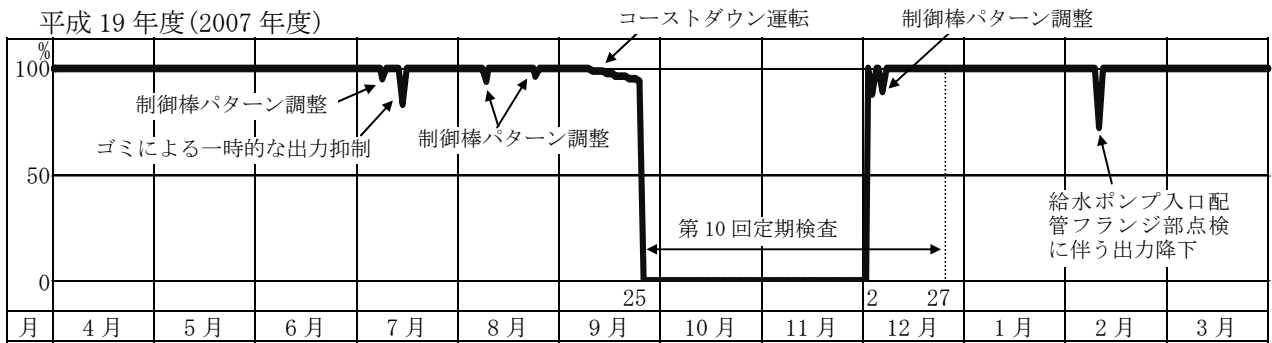 平成 19 年度(2007 年度)
コーストダウン運転
制御棒パターン調整
%
100
制御棒パターン調整
ゴミによる一時的な出力抑制
制御棒パターン調整
50
給水ポンプ入口配
管フランジ部点検
に伴う出力降下
第 10 回定期検査
0
25
2
27
月 4 月 5 月 6 月 7 月 8 月 9 月 10 月 11 月 12 月 1 月 2 月 3 月